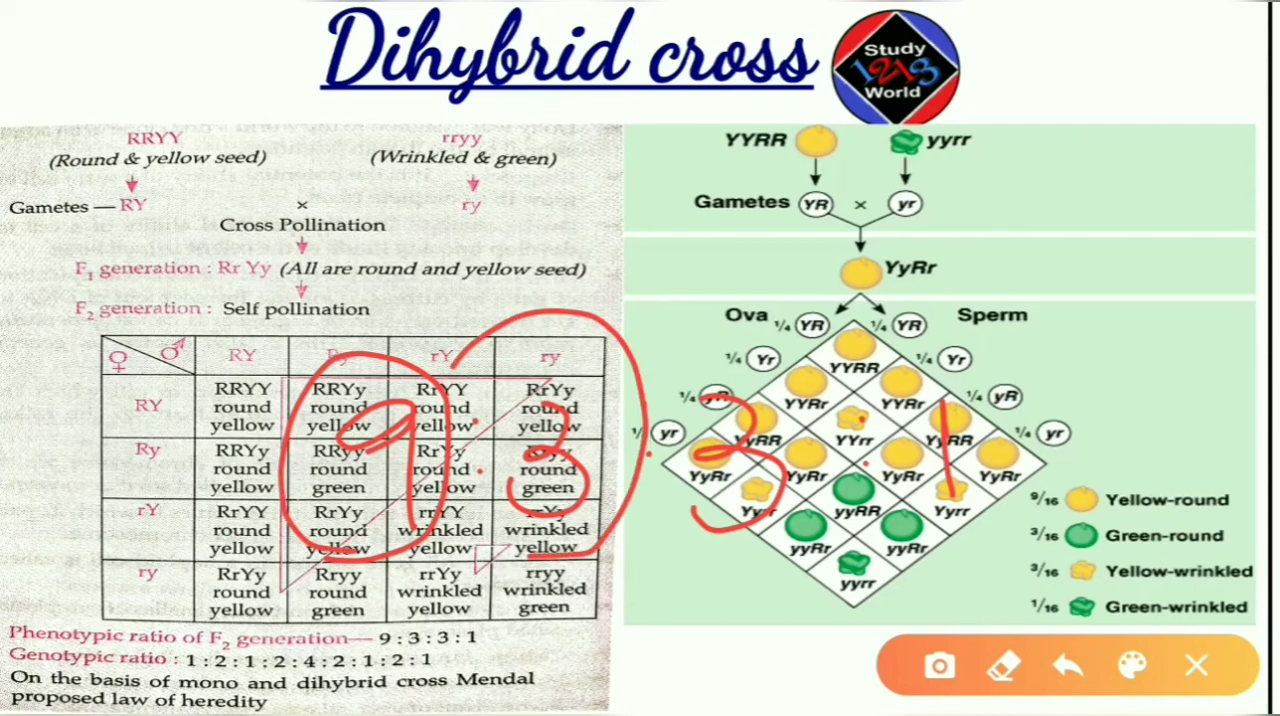 Dihybrid cross
Study
1213
World
RRYY
(Round & yellow seed)
rryy
(Wrinkled & green)
Gametes — RY × ry
Cross Pollination
F₁ generation : Rr Yy (All are round and yellow seed)
F₂ generation : Self pollination
♀ ♂ RY Ry rY ry
RY RRYY RRYy RrYY RrYy
round round round round
yellow yellow yellow yellow
Ry RRYy RRyy RrYy
round round round round
yellow green yellow green
rY RrYY RrYy rrYY rrYy
round round wrinkled wrinkled
yellow yellow yellow yellow
ry RrYy Rryy rrYy rryy
round round wrinkled wrinkled
yellow green yellow green
9 : 3 : 3 1
Phenotypic ratio of F₂ generation— 9 : 3 : 3 : 1
Genotypic ratio : 1 : 2 : 1 : 2 : 4 : 2 : 1 : 2 : 1
On the basis of mono and dihybrid cross Mendal
proposed law of heredity
YYRR yyrr
Gametes YR × yr
YyRr
Ova Sperm
1/4 YR 1/4 YR
1/4 Yr 1/4 Yr
1/4 yR 1/4 yR
yr 1/4 yr
YYRR
YYRr YYRr
YyRR YYrr YyRR
YyRr YyRr YyRr YyRr
Yyrr yyRR Yyrr
yyRr yyRr
yyrr
9/16 Yellow-round
3/16 Green-round
3/16 Yellow-wrinkled
1/16 Green-wrinkled